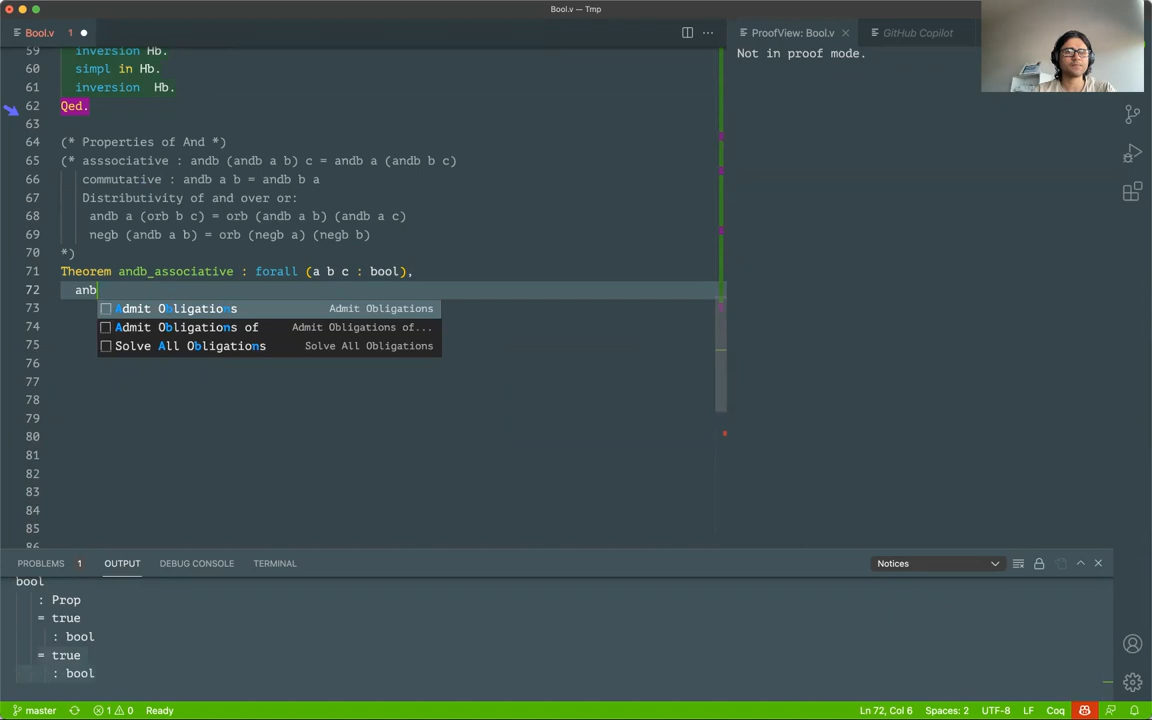 Bool.v — Tmp
Bool.v 1
ProofView: Bool.v
GitHub Copilot
59 inversion Hb.
60 simpl in Hb.
61 inversion  Hb.
62 Qed.
63
64 (* Properties of And *)
65 (* asssociative : andb (andb a b) c = andb a (andb b c)
66 commutative : andb a b = andb b a
67 Distributivity of and over or:
68 andb a (orb b c) = orb (andb a b) (andb a c)
69 negb (andb a b) = orb (negb a) (negb b)
70 *)
71 Theorem andb_associative : forall (a b c : bool),
72 anb
73
74
75
76
77
78
79
80
81
82
83
84
85
86
Admit Obligations Admit Obligations
Admit Obligations of Admit Obligations of...
Solve All Obligations Solve All Obligations
Not in proof mode.
PROBLEMS 1 OUTPUT DEBUG CONSOLE TERMINAL
Notices
bool
: Prop
= true
: bool
= true
: bool
master
1 0
Ready
Ln 72, Col 6
Spaces: 2
UTF-8
LF
Coq